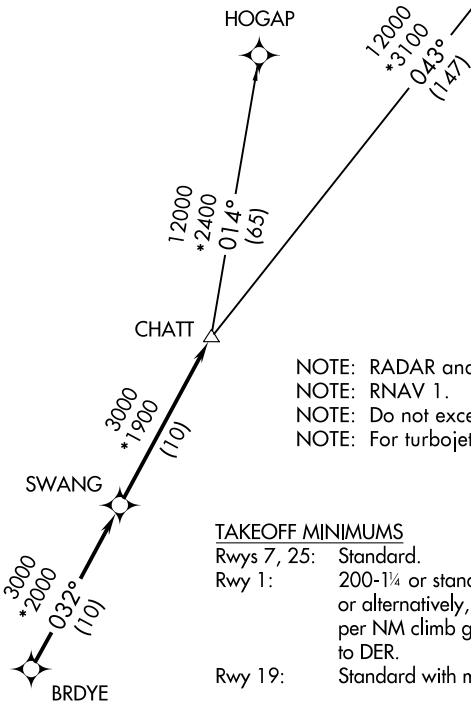 HOGAP
12000
*3100
043°
(147)
12000
*2400
014°
(65)
CHATT
NOTE: RADAR and
NOTE: RNAV 1.
NOTE: Do not exce
NOTE: For turbojet
3000
*1900
(10)
SWANG
TAKEOFF MINIMUMS
Rwys 7, 25: Standard.
Rwy 1: 200-1¼ or stand
or alternatively,
per NM climb g
to DER.
Rwy 19: Standard with m
3000
*2000
032°
(10)
BRDYE